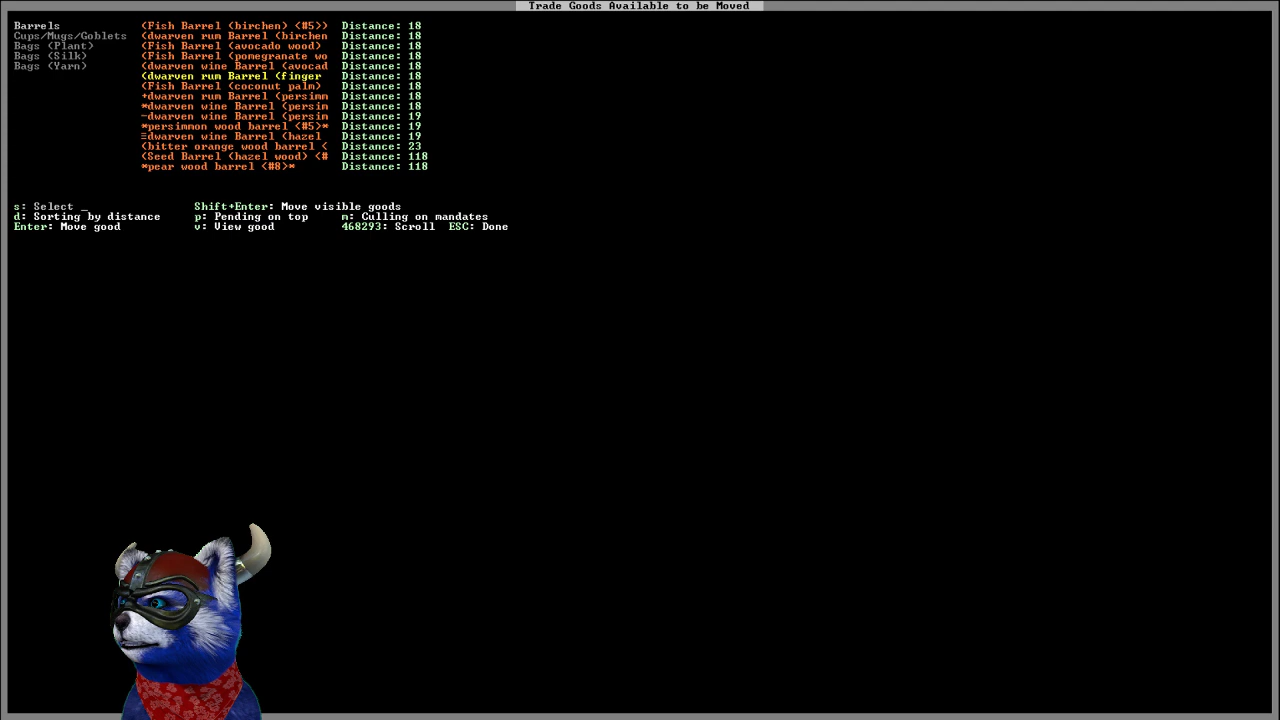 Trade Goods Available to be Moved
Barrels (Fish Barrel (birchen) <#5>) Distance: 18
Cups/Mugs/Goblets (dwarven rum Barrel (birchen Distance: 18
Bags (Plant) (Fish Barrel (avocado wood) Distance: 18
Bags (Silk) (Fish Barrel (pomegranate wo Distance: 18
Bags (Yarn) (dwarven wine Barrel (avocad Distance: 18
(dwarven rum Barrel (finger Distance: 18
(Fish Barrel (coconut palm) Distance: 18
+dwarven rum Barrel (persimm Distance: 18
*dwarven wine Barrel (persim Distance: 18
-dwarven wine Barrel (persim Distance: 19
*persimmon wood barrel <#5>* Distance: 19
≡dwarven wine Barrel (hazel Distance: 19
(bitter orange wood barrel < Distance: 23
(Seed Barrel (hazel wood) <# Distance: 118
*pear wood barrel <#8>* Distance: 118
s: Select _ Shift+Enter: Move visible goods
d: Sorting by distance p: Pending on top m: Culling on mandates
Enter: Move good v: View good 468293: Scroll ESC: Done